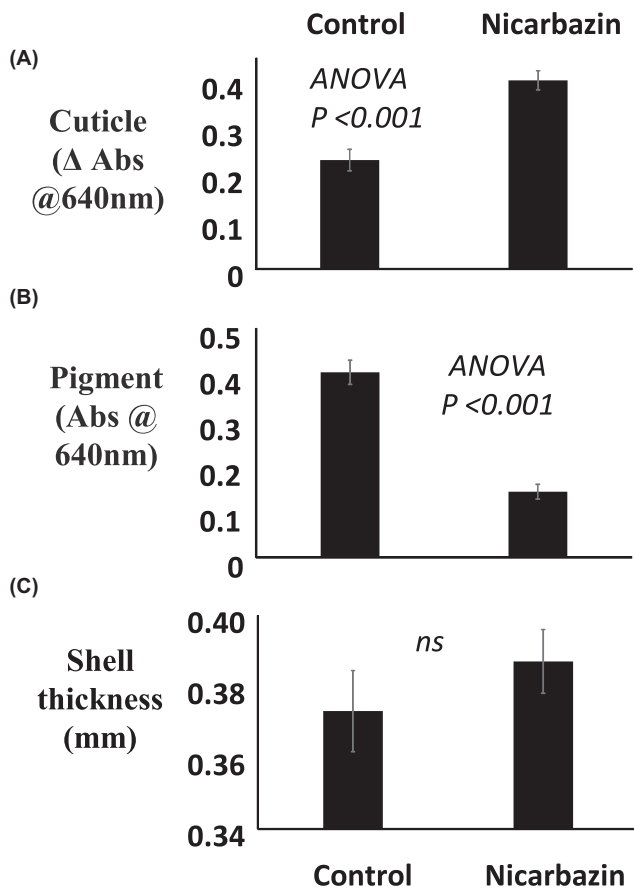 Control Nicarbazin
(A)
Cuticle
(Δ Abs
@640nm)
0.4
0.3
0.2
0.1
0
ANOVA
P <0.001
(B)
Pigment
(Abs @
640nm)
0.5
0.4
0.3
0.2
0.1
0
ANOVA
P <0.001
(C)
Shell
thickness
(mm)
0.40
0.38
0.36
0.34
ns
Control Nicarbazin